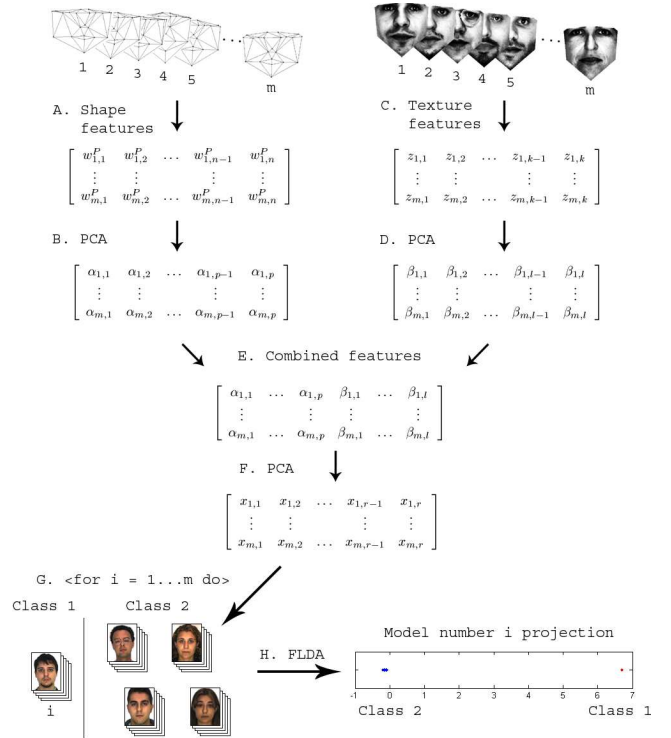 1 2 3 4 5 ... m
1 2 3 4 5 ... m
A. Shape features
C. Texture features
w^P_{1,1} w^P_{1,2} ... w^P_{1,n-1} w^P_{1,n}
⋮ ⋮ ⋮ ⋮
w^P_{m,1} w^P_{m,2} ... w^P_{m,n-1} w^P_{m,n}
z_{1,1} z_{1,2} ... z_{1,k-1} z_{1,k}
⋮ ⋮ ⋮ ⋮
z_{m,1} z_{m,2} ... z_{m,k-1} z_{m,k}
B. PCA
D. PCA
α_{1,1} α_{1,2} ... α_{1,p-1} α_{1,p}
⋮ ⋮ ⋮ ⋮
α_{m,1} α_{m,2} ... α_{m,p-1} α_{m,p}
β_{1,1} β_{1,2} ... β_{1,l-1} β_{1,l}
⋮ ⋮ ⋮ ⋮
β_{m,1} β_{m,2} ... β_{m,l-1} β_{m,l}
E. Combined features
α_{1,1} ... α_{1,p} β_{1,1} ... β_{1,l}
⋮ ⋮ ⋮ ⋮
α_{m,1} ... α_{m,p} β_{m,1} ... β_{m,l}
F. PCA
x_{1,1} x_{1,2} ... x_{1,r-1} x_{1,r}
⋮ ⋮ ⋮ ⋮
x_{m,1} x_{m,2} ... x_{m,r-1} x_{m,r}
G. <for i = 1...m do>
Class 1 Class 2
i
H. FLDA
Model number i projection
-1 0 1 2 3 4 5 6 7
Class 2 Class 1